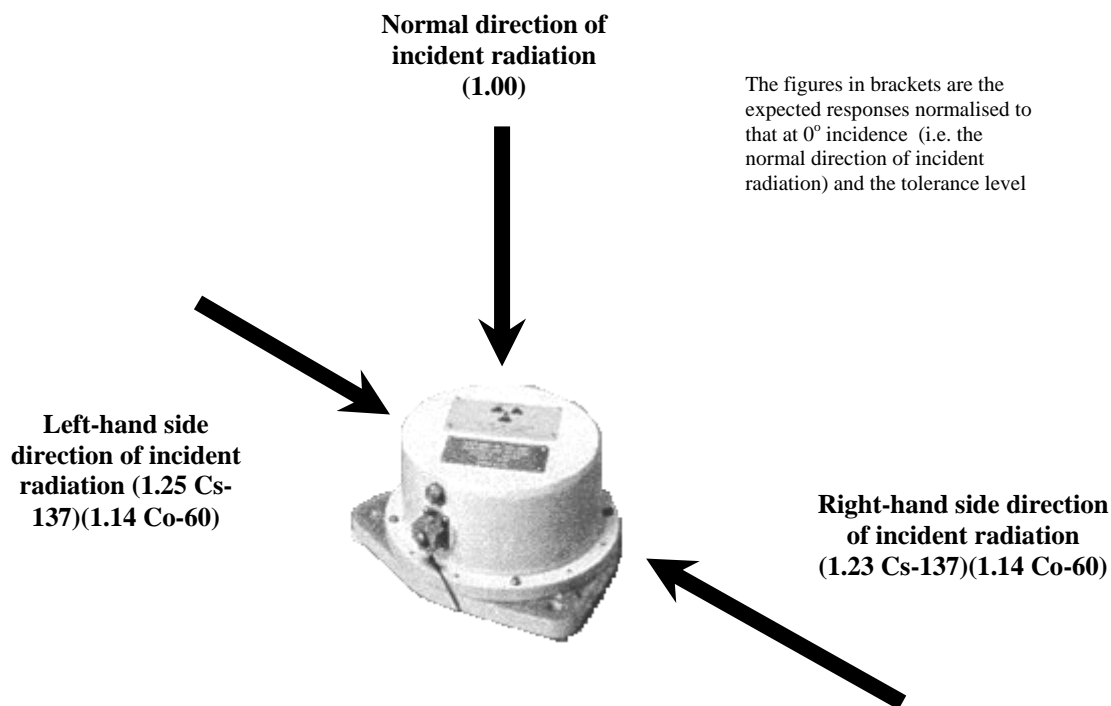 Normal direction of
incident radiation
(1.00)
The figures in brackets are the
expected responses normalised to
that at 0° incidence (i.e. the
normal direction of incident
radiation) and the tolerance level
Left-hand side
direction of incident
radiation (1.25 Cs-
137)(1.14 Co-60)
Right-hand side direction
of incident radiation
(1.23 Cs-137)(1.14 Co-60)